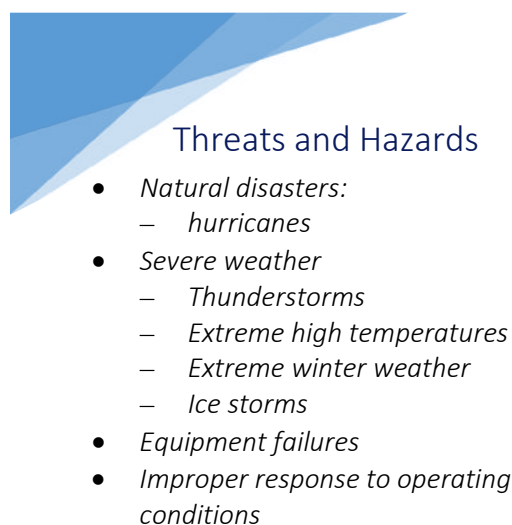 Threats and Hazards
• Natural disasters:
– hurricanes
• Severe weather
– Thunderstorms
– Extreme high temperatures
– Extreme winter weather
– Ice storms
• Equipment failures
• Improper response to operating
conditions